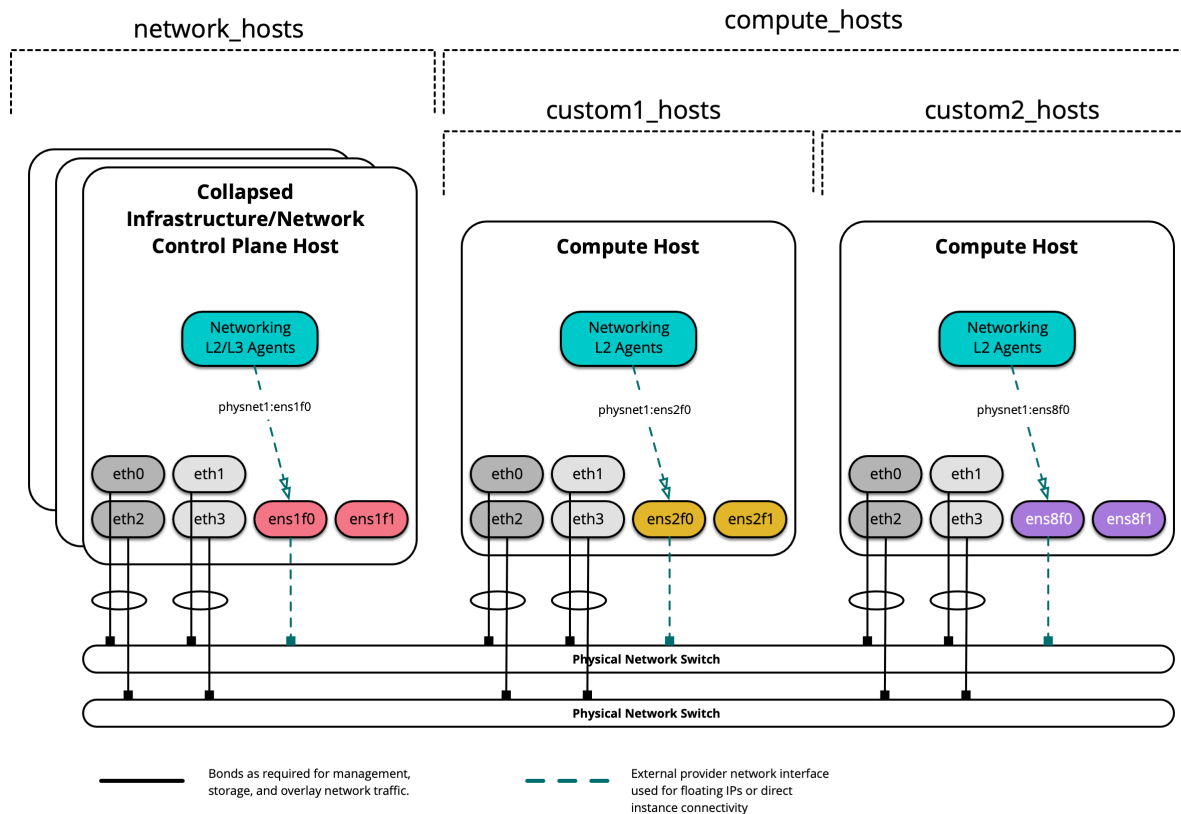 network_hosts
compute_hosts
custom1_hosts
custom2_hosts
Collapsed
Infrastructure/Network
Control Plane Host
Compute Host
Compute Host
Networking
L2/L3 Agents
Networking
L2 Agents
Networking
L2 Agents
physnet1:ens1f0
physnet1:ens2f0
physnet1:ens8f0
eth0
eth1
eth0
eth1
eth0
eth1
eth2
eth3
ens1f0
ens1f1
eth2
eth3
ens2f0
ens2f1
eth2
eth3
ens8f0
ens8f1
Physical Network Switch
Physical Network Switch
Bonds as required for management,
storage, and overlay network traffic.
External provider network interface
used for floating IPs or direct
instance connectivity